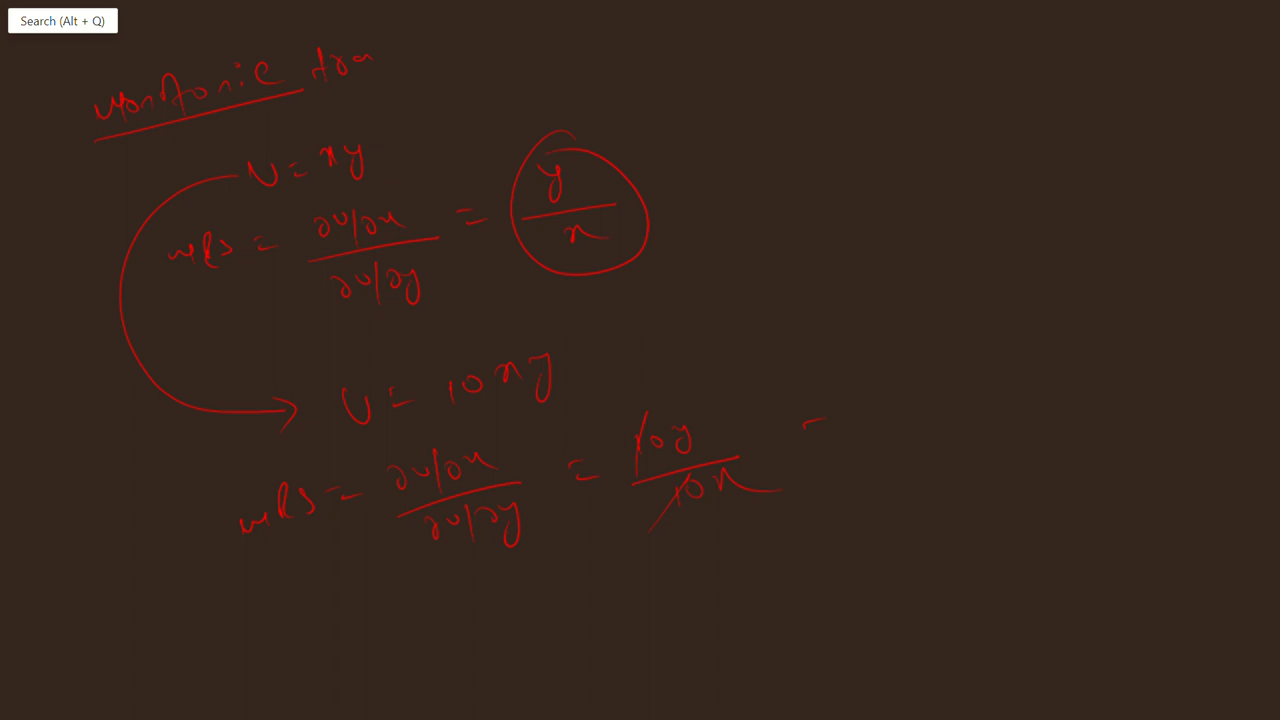 Search (Alt + Q)
Monotonic tra
U = xy
MRS = ∂U/∂x / ∂U/∂y = y/x
U = 10xy
MRS = ∂U/∂x / ∂U/∂y = 10y/10x =